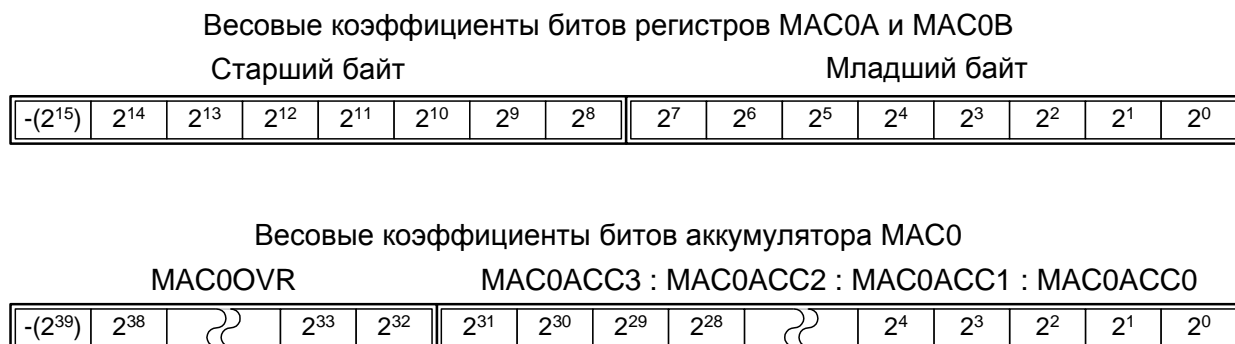 Весовые коэффициенты битов регистров MAC0A и MAC0B
Старший байт Младший байт
-(2¹⁵) 2¹⁴ 2¹³ 2¹² 2¹¹ 2¹⁰ 2⁹ 2⁸ 2⁷ 2⁶ 2⁵ 2⁴ 2³ 2² 2¹ 2⁰
Весовые коэффициенты битов аккумулятора MAC0
MAC0OVR MAC0ACC3 : MAC0ACC2 : MAC0ACC1 : MAC0ACC0
-(2³⁹) 2³⁸ 2³³ 2³² 2³¹ 2³⁰ 2²⁹ 2²⁸ 2⁴ 2³ 2² 2¹ 2⁰